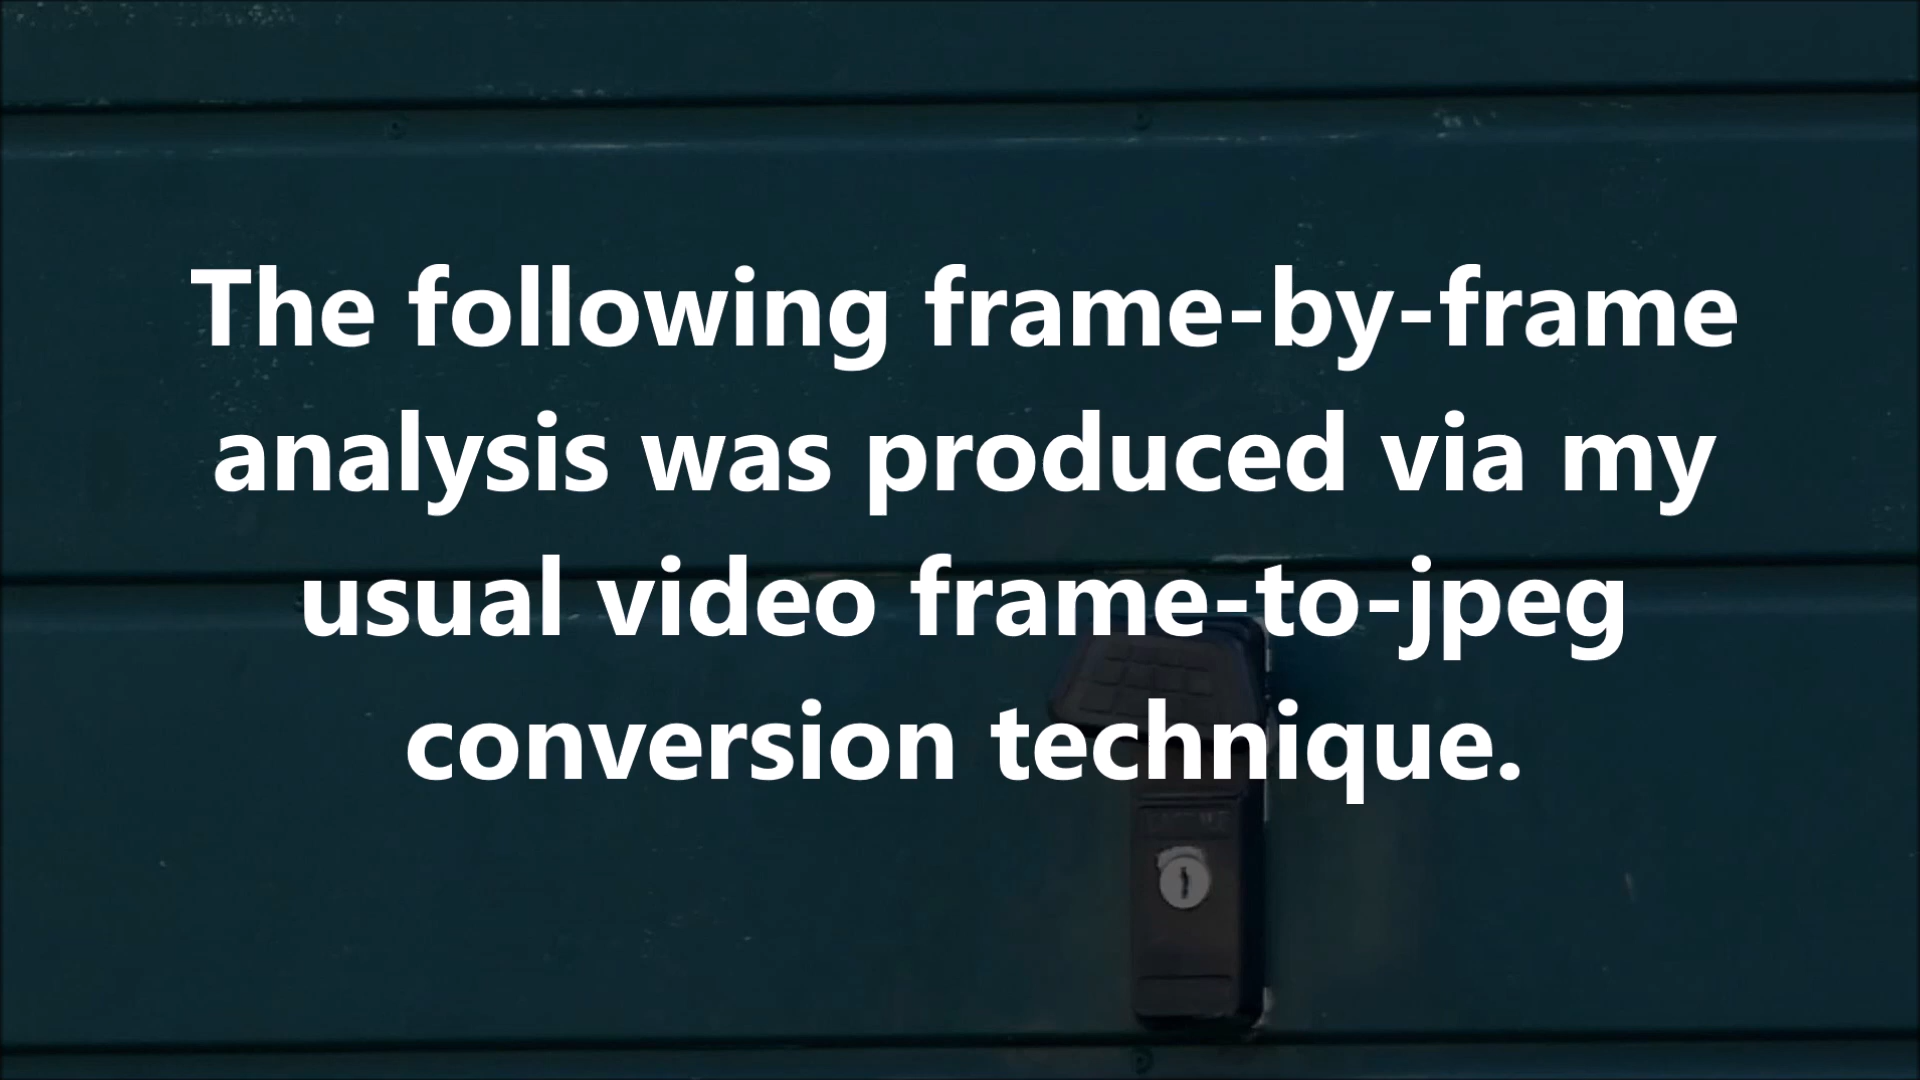 The following frame-by-frame
analysis was produced via my
usual video frame-to-jpeg
conversion technique.